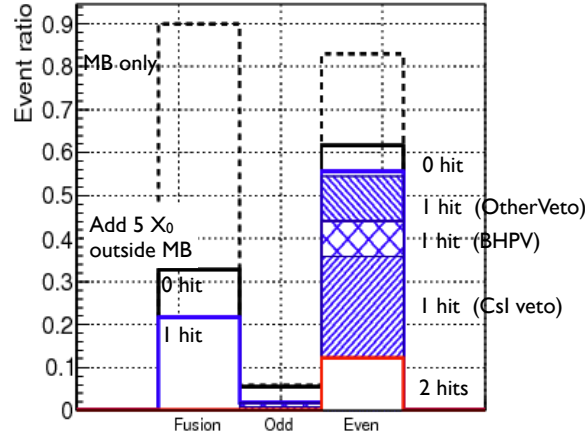 Event ratio
0.9
0.8
0.7
0.6
0.5
0.4
0.3
0.2
0.1
0
MB only
Add 5 X₀
outside MB
0 hit
1 hit
0 hit
1 hit (OtherVeto)
1 hit (BHPV)
1 hit (CsI veto)
2 hits
Fusion Odd Even